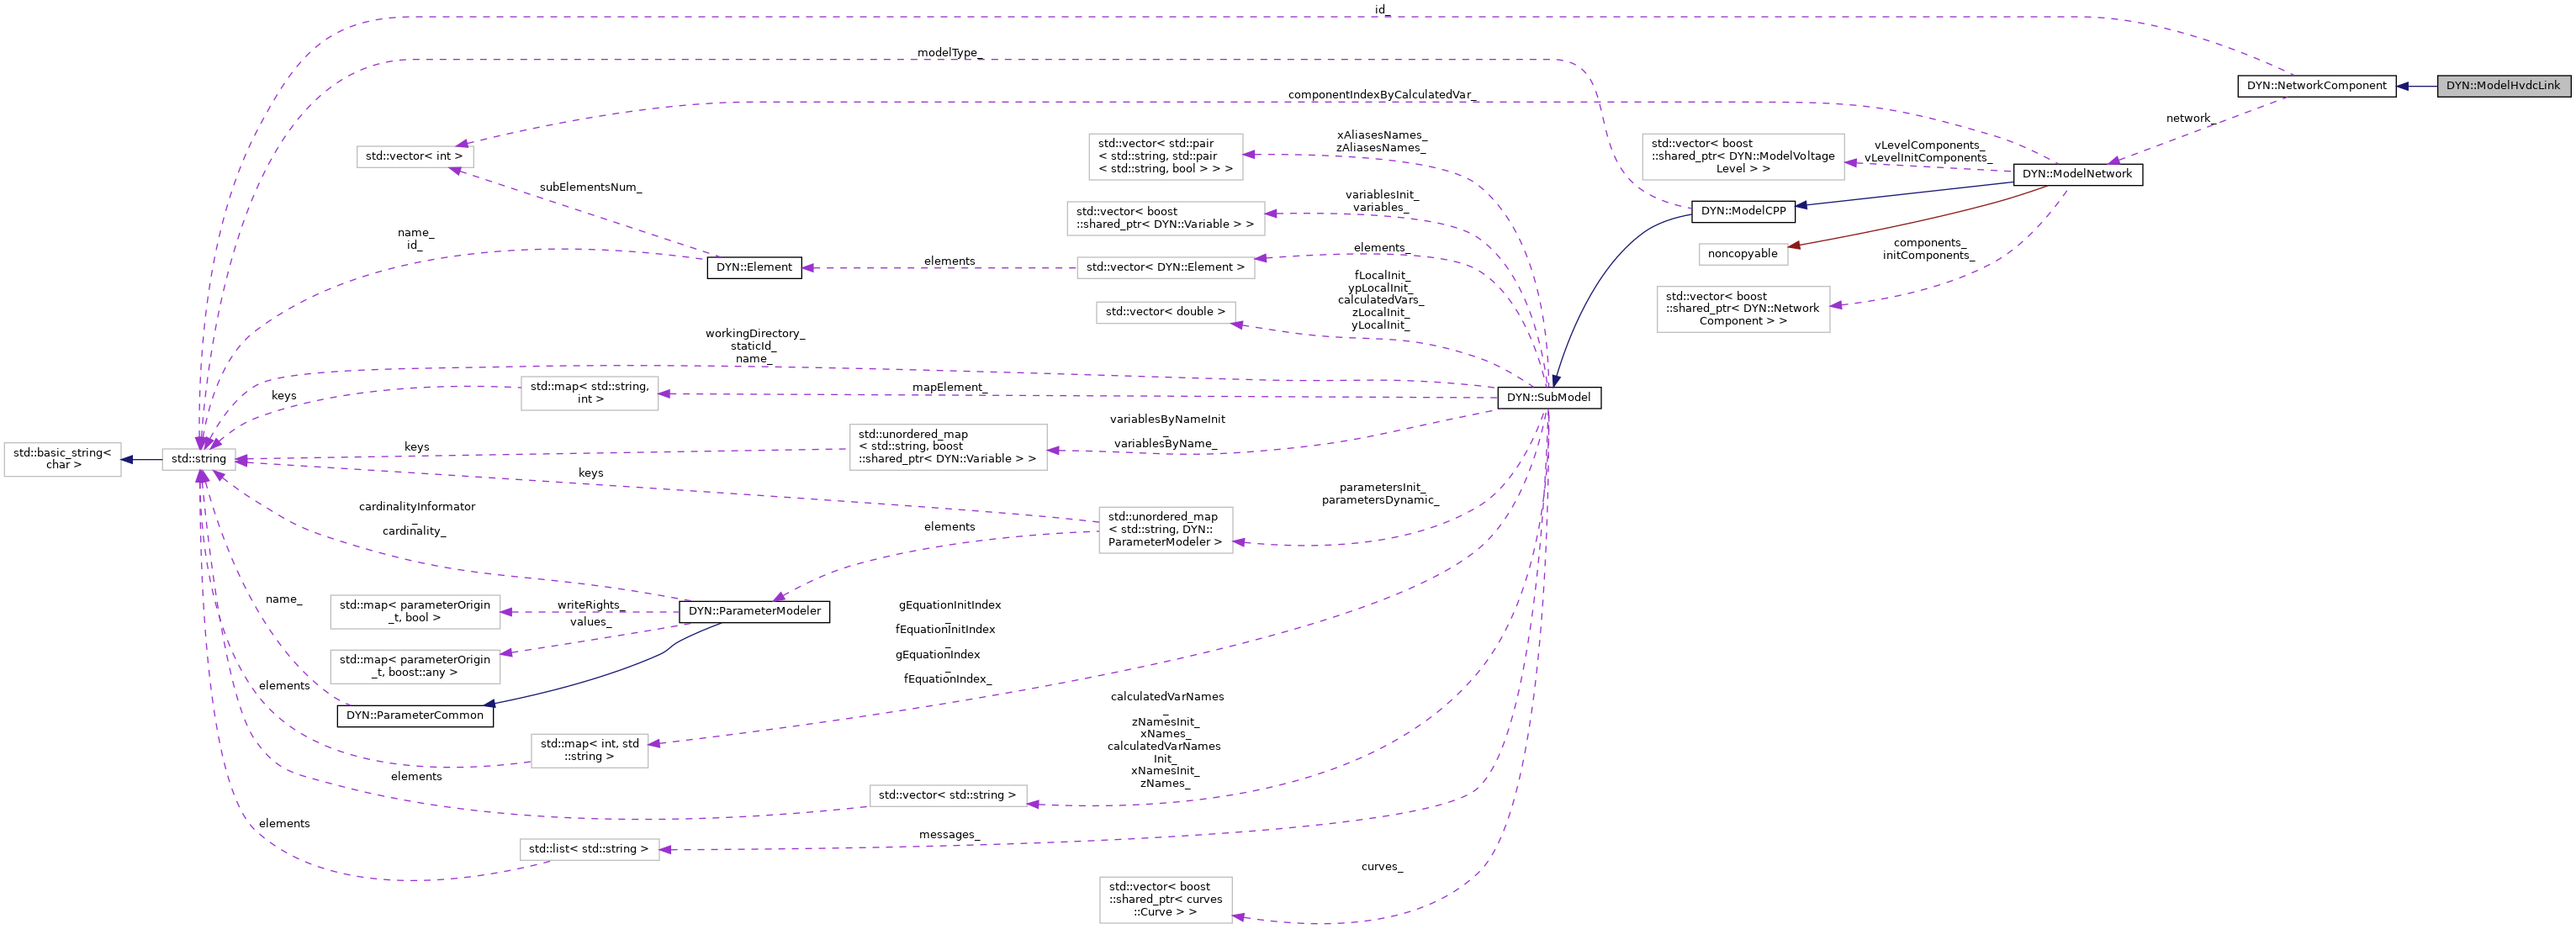 id_
modelType_
DYN::NetworkComponent
DYN::ModelHvdcLink
componentIndexByCalculatedVar_
network_
xAliasesNames_
zAliasesNames_
std::vector< std::pair
< std::string, std::pair
< std::string, bool > > >
std::vector< boost
::shared_ptr< DYN::ModelVoltage
Level > >
vLevelComponents_
vLevelInitComponents_
std::vector< int >
DYN::ModelNetwork
subElementsNum_
variablesInit_
variables_
std::vector< boost
::shared_ptr< DYN::Variable > >
DYN::ModelCPP
name_
id_
components_
initComponents_
noncopyable
elements_
DYN::Element
elements
std::vector< DYN::Element >
fLocalInit_
ypLocalInit_
calculatedVars_
zLocalInit_
yLocalInit_
std::vector< boost
::shared_ptr< DYN::Network
Component > >
std::vector< double >
workingDirectory_
staticId_
name_
std::map< std::string,
int >
keys
mapElement_
DYN::SubModel
variablesByNameInit
_
variablesByName_
std::unordered_map
< std::string, boost
::shared_ptr< DYN::Variable > >
keys
std::basic_string<
char >
std::string
keys
parametersInit_
parametersDynamic_
cardinalityInformator
_
cardinality_
elements
std::unordered_map
< std::string, DYN::
ParameterModeler >
name_
std::map< parameterOrigin
_t, bool >
writeRights_
values_
DYN::ParameterModeler
gEquationInitIndex
_
fEquationInitIndex
_
gEquationIndex
_
fEquationIndex_
std::map< parameterOrigin
_t, boost::any >
elements
DYN::ParameterCommon
calculatedVarNames
_
zNamesInit_
xNames_
calculatedVarNames
Init_
xNamesInit_
zNames_
std::map< int, std
::string >
elements
std::vector< std::string >
elements
messages_
std::list< std::string >
curves_
std::vector< boost
::shared_ptr< curves
::Curve > >